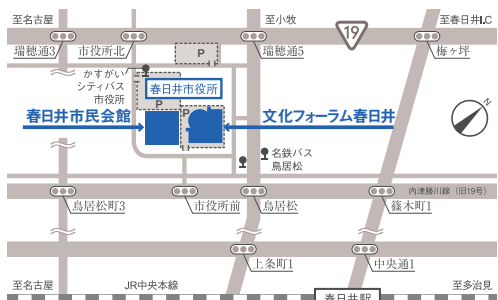 至名古屋
至小牧
至春日井I.C
19
瑞穂通3
市役所北
瑞穂通5
梅ヶ坪
P
かすがい
シティバス
市役所
春日井市役所
P
P
N
春日井市民会館
文化フォーラム春日井
名鉄バス
鳥居松
内津勝川線（旧19号）
鳥居松町3
市役所前
鳥居松
篠木町1
上条町1
中央通1
至名古屋
JR中央本線
至多治見
春日井駅